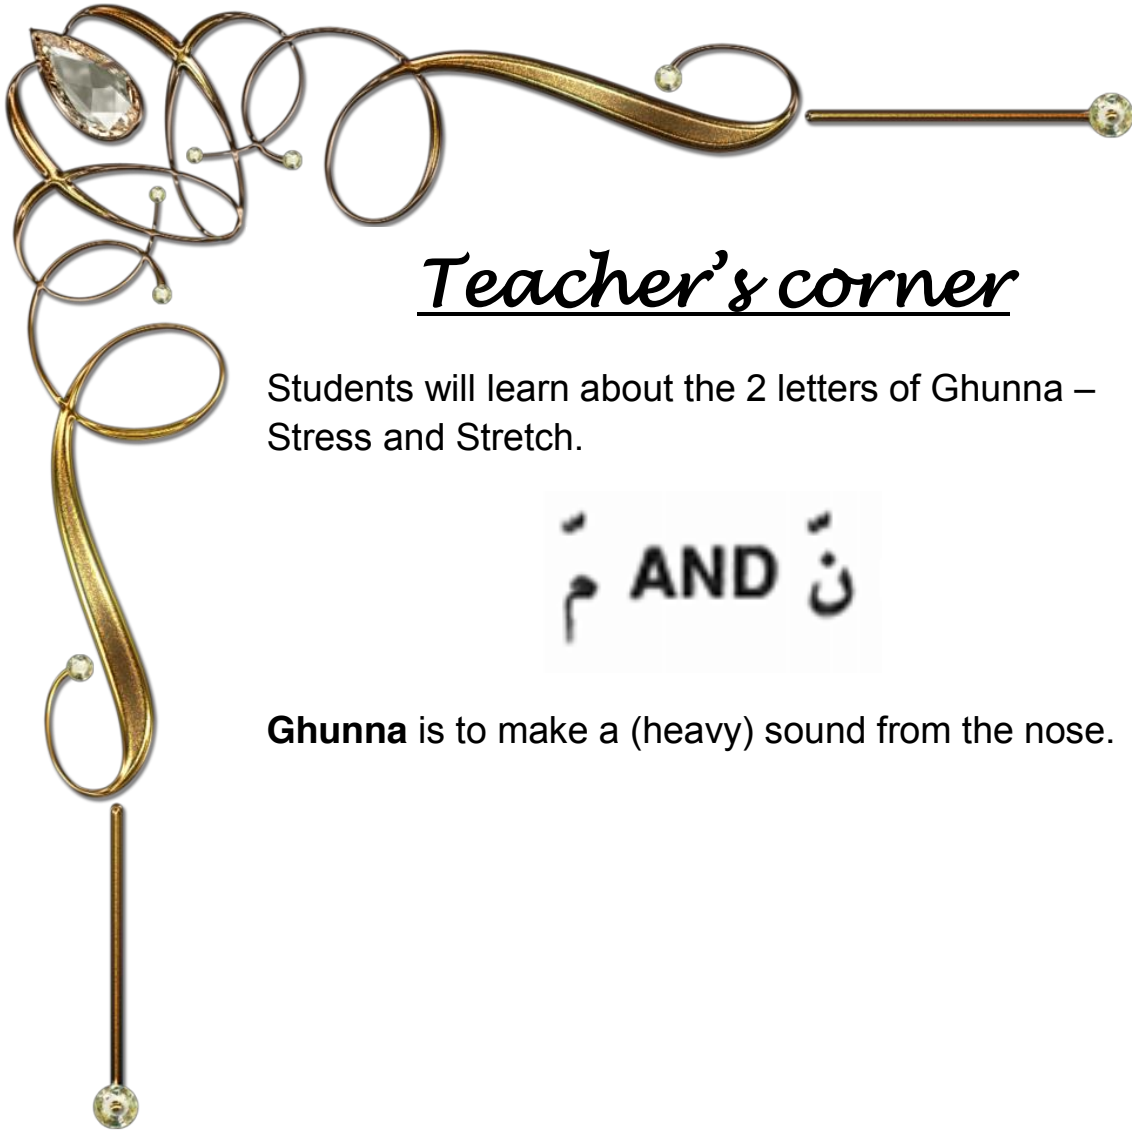 Teacher’s corner
Students will learn about the 2 letters of Ghunna –
Stress and Stretch.
مّ AND نّ
Ghunna is to make a (heavy) sound from the nose.